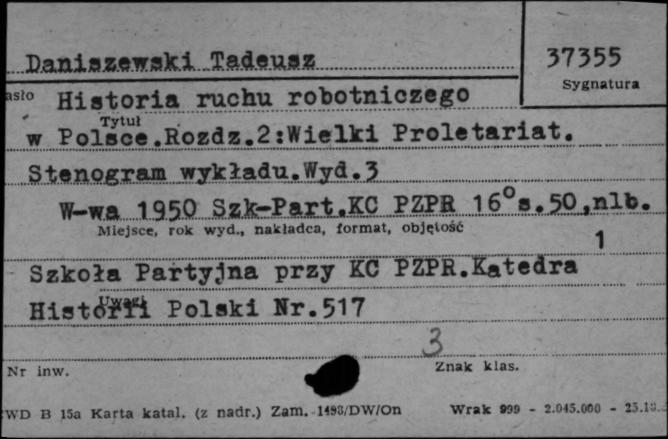 Daniszewski Tadeusz
37355
Sygnatura
asło Historia ruchu robotniczego
Tytuł
w Polsce.Rozdz.2:Wielki Proletariat.
Stenogram wykładu.Wyd.3
W-wa 1950 Szk-Part.KC PZPR 16° s.50,nlb.
Miejsce, rok wyd., nakładca, format, objętość
1
Szkoła Partyjna przy KC PZPR.Katedra
Uwagi
Historii Polski Nr.517
3
Nr inw.
Znak klas.
WD B 15a Karta katal. (z nadr.) Zam. 1498/DW/On Wrak 999 - 2.045.000 -